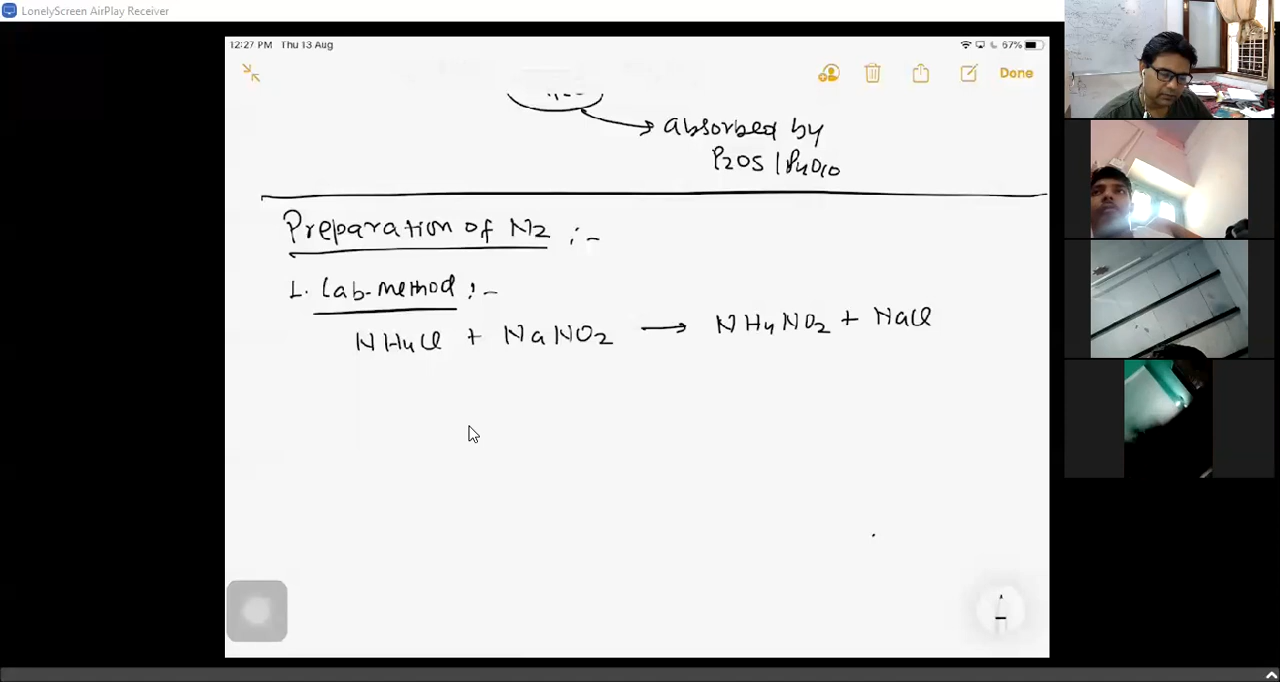 LonelyScreen AirPlay Receiver
12:27 PM Thu 13 Aug
67%
Done
absorbed by
P2O5 / P4O10
Preparation of N2 :-
1. Lab-method :-
NH4Cl + NaNO2 → NH4NO2 + NaCl